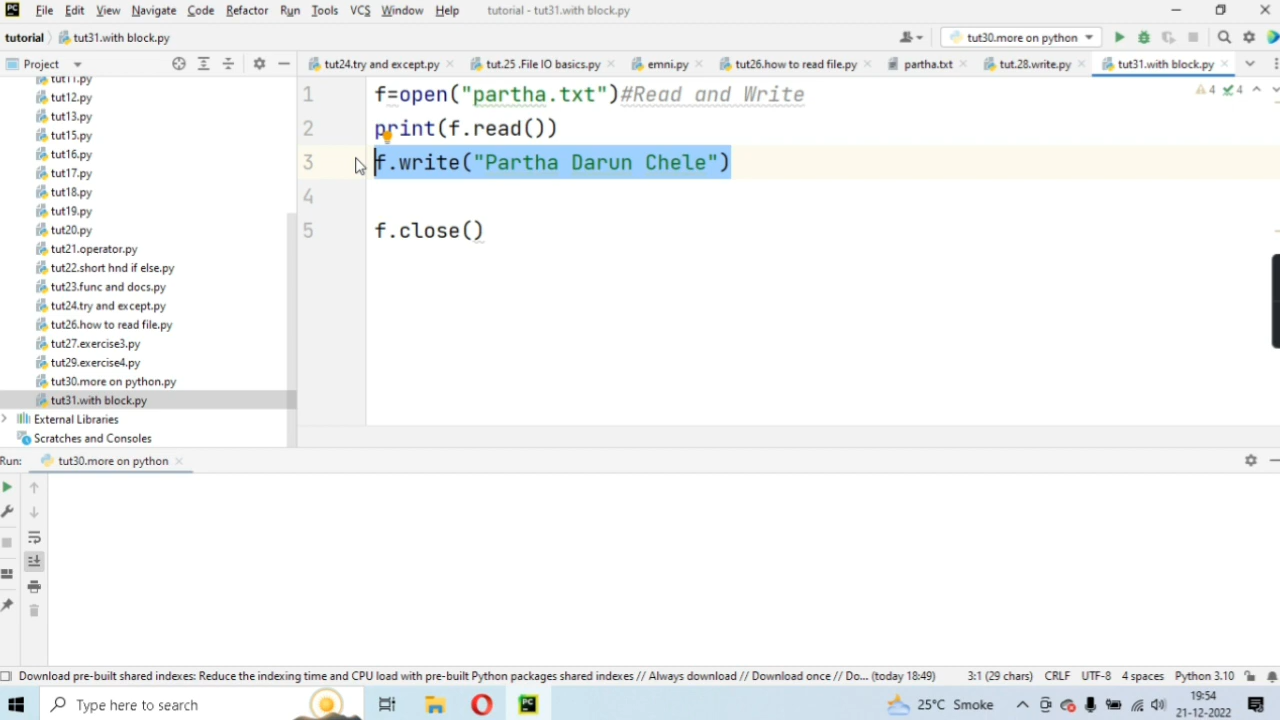 File Edit View Navigate Code Refactor Run Tools VCS Window Help tutorial - tut31.with block.py
tutorial tut31.with block.py tut30.more on python
Project tut24.try and except.py tut.25 .File IO basics.py emni.py tut26.how to read file.py partha.txt tut.28.write.py tut31.with block.py
tut11.py
tut12.py
tut13.py
tut15.py
tut16.py
tut17.py
tut18.py
tut19.py
tut20.py
tut21.operator.py
tut22.short hnd if else.py
tut23.func and docs.py
tut24.try and except.py
tut26.how to read file.py
tut27.exercise3.py
tut29.exercise4.py
tut30.more on python.py
tut31.with block.py
External Libraries
Scratches and Consoles
1 f=open("partha.txt")#Read and Write
2 print(f.read())
3 f.write("Partha Darun Chele")
4
5 f.close()
4 4
Run: tut30.more on python
Download pre-built shared indexes: Reduce the indexing time and CPU load with pre-built Python packages shared indexes // Always download // Download once // Do... (today 18:49) 3:1 (29 chars) CRLF UTF-8 4 spaces Python 3.10
Type here to search 25°C Smoke 19:54
21-12-2022